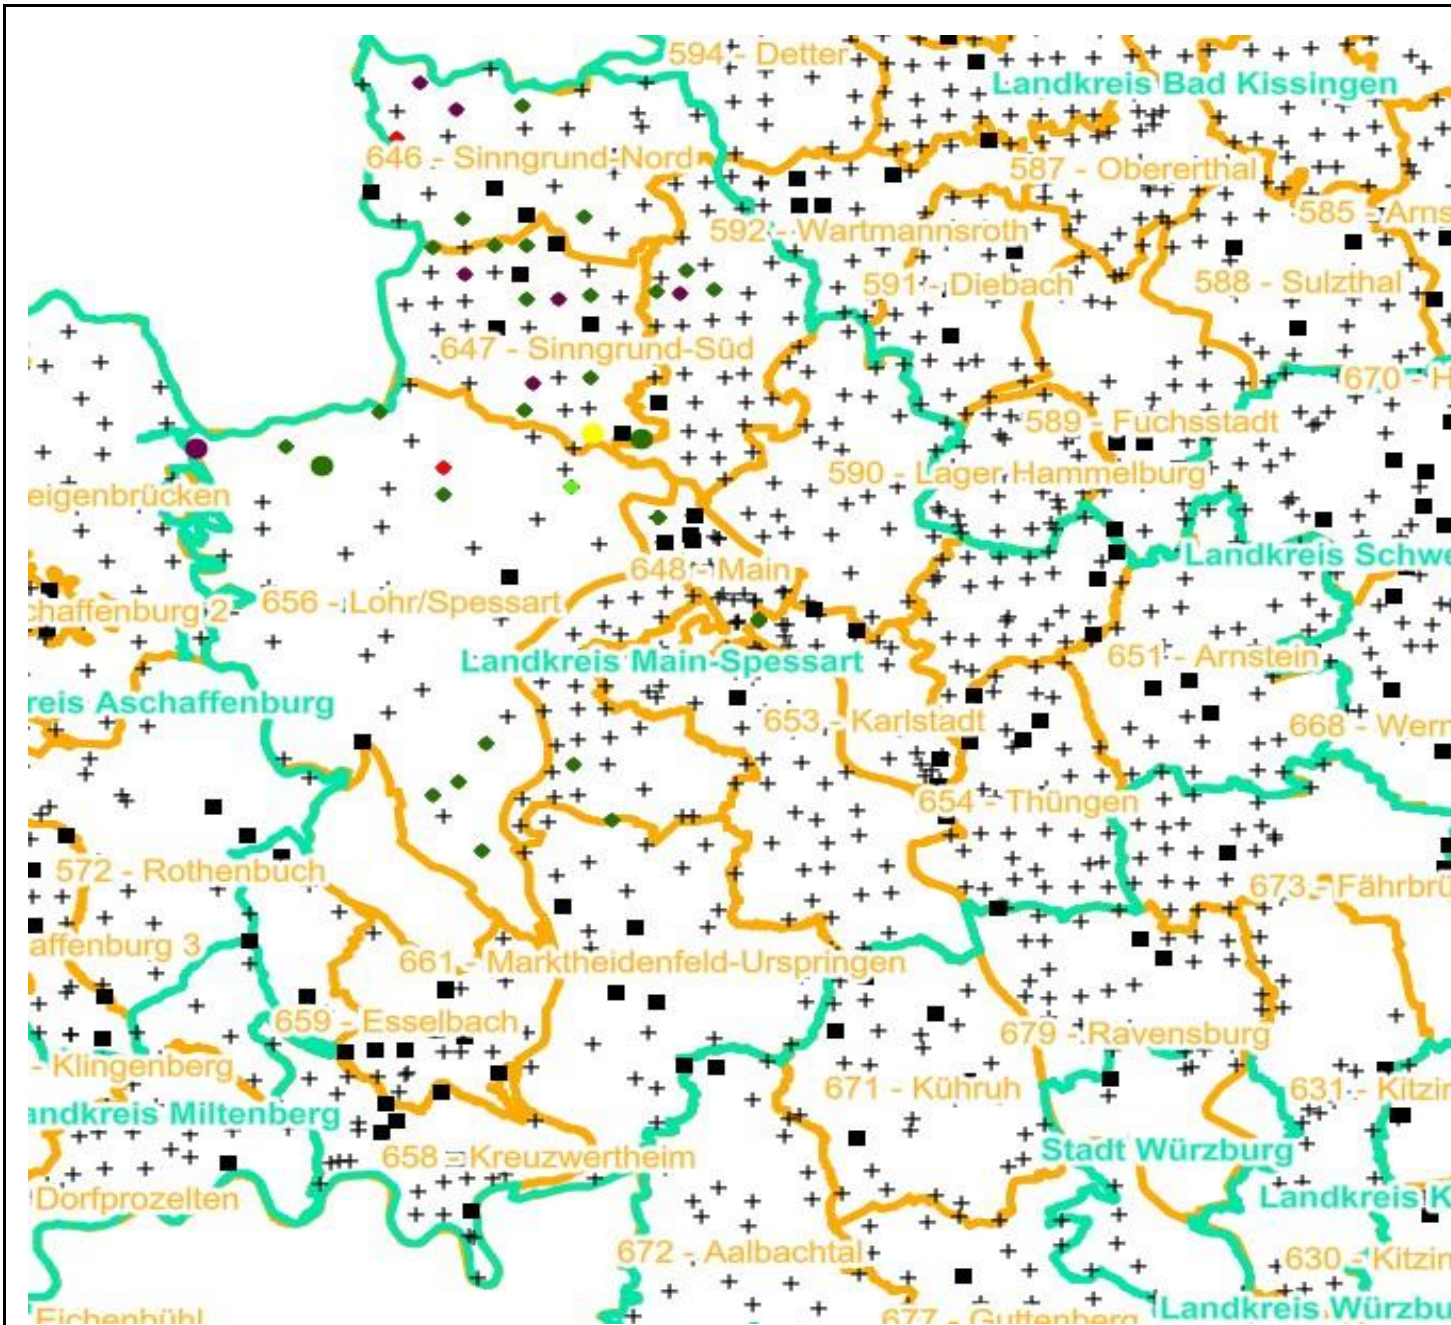 594 - Detter
Landkreis Bad Kissingen
646 - Sinngrund-Nord
587 - Obererthal
585 - Arns
592 - Wartmannsroth
591 - Diebach
588 - Sulzthal
647 - Sinngrund-Süd
670 - H
589 - Fuchsstadt
590 - Lager Hammelburg
eigenbrücken
Landkreis Schwe
648 - Main
chaffenburg 2
656 - Lohr/Spessart
Landkreis Main-Spessart
651 - Arnstein
reis Aschaffenburg
653 - Karlstadt
668 - Wern
654 - Thüngen
572 - Rothenbuch
673 - Fährbrü
affenburg 3
661 - Marktheidenfeld-Urspringen
659 - Esselbach
679 - Ravensburg
- Klingenberg
671 - Kühruh
631 - Kitzin
andkreis Miltenberg
Stadt Würzburg
658 - Kreuzwertheim
Dorfprozelten
Landkreis K
672 - Aalbachtal
630 - Kitzin
Eichenbühl
677 - Guttenberg
Landkreis Würzbu